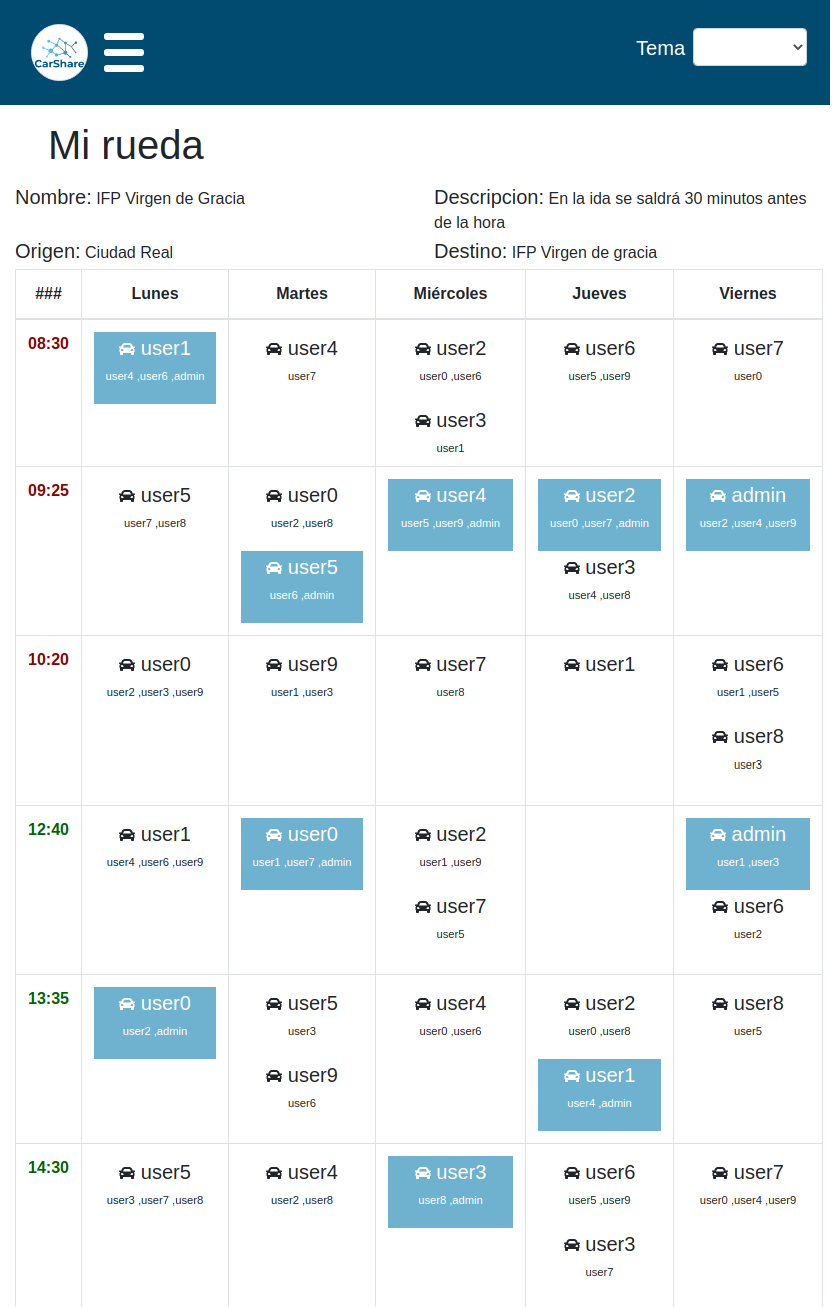 CarShare
Tema
Mi rueda
Nombre: IFP Virgen de Gracia
Descripcion: En la ida se saldrá 30 minutos antes
de la hora
Origen: Ciudad Real
Destino: IFP Virgen de gracia
### Lunes Martes Miércoles Jueves Viernes
08:30 user1 user4 user2 user6 user7
user4 ,user6 ,admin user7 user0 ,user6 user5 ,user9 user0
user3
user1
09:25 user5 user0 user4 user2 admin
user7 ,user8 user2 ,user8 user5 ,user9 ,admin user0 ,user7 ,admin user2 ,user4 ,user9
user5 user3
user6 ,admin user4 ,user8
10:20 user0 user9 user7 user1 user6
user2 ,user3 ,user9 user1 ,user3 user8 user1 ,user5
user8
user3
12:40 user1 user0 user2 admin
user4 ,user6 ,user9 user1 ,user7 ,admin user1 ,user9 user1 ,user3
user7 user6
user5 user2
13:35 user0 user5 user4 user2 user8
user2 ,admin user3 user0 ,user6 user0 ,user8 user5
user9 user1
user6 user4 ,admin
14:30 user5 user4 user3 user6 user7
user3 ,user7 ,user8 user2 ,user8 user8 ,admin user5 ,user9 user0 ,user4 ,user9
user3
user7